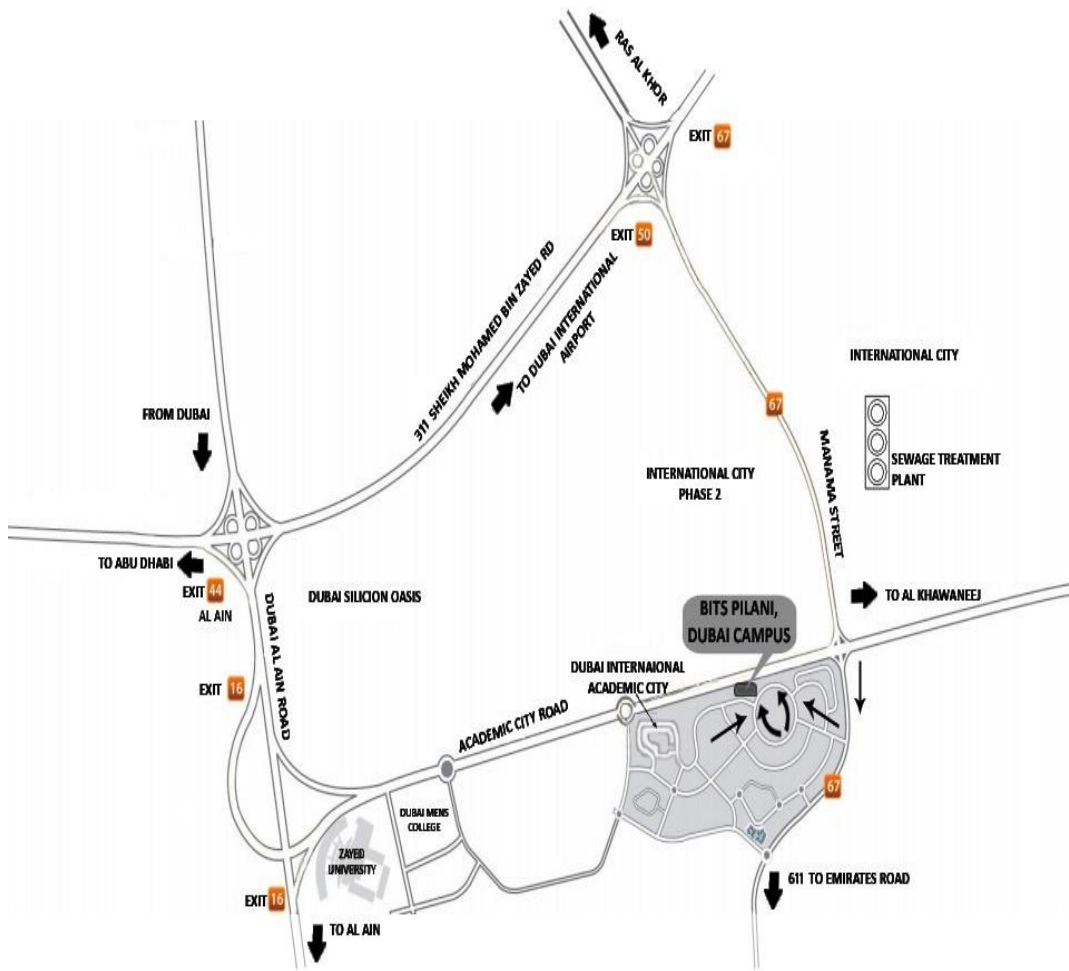 RAS AL KHOR
EXIT 67
EXIT 50
311 SHEIKH MOHAMED BIN ZAYED RD
TO DUBAI INTERNATIONAL
AIRPORT
INTERNATIONAL CITY
FROM DUBAI
67
MANAMA STREET
SEWAGE TREATMENT
PLANT
INTERNATIONAL CITY
PHASE 2
TO ABU DHABI
EXIT 44
AL AIN
DUBAI SILICION OASIS
TO AL KHAWANEEJ
BITS PILANI,
DUBAI CAMPUS
DUBAI AL AIN ROAD
EXIT 16
DUBAI INTERNAIONAL
ACADEMIC CITY
ACADEMIC CITY ROAD
67
DUBAI MENS
COLLEGE
ZAYED
UNIVERSITY
611 TO EMIRATES ROAD
EXIT 16
TO AL AIN